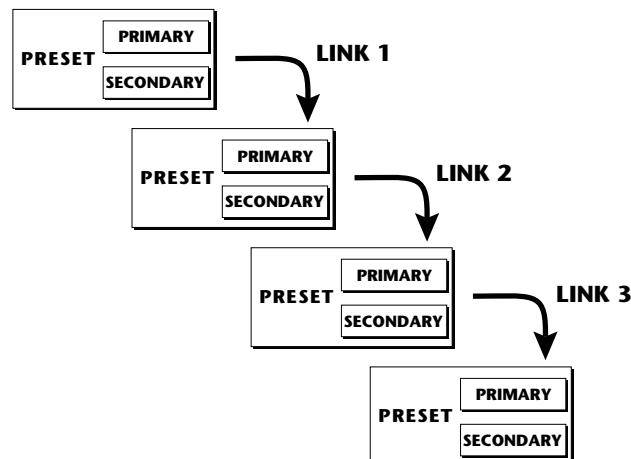 PRIMARY
PRESET
SECONDARY
LINK 1
PRIMARY
PRESET
SECONDARY
LINK 2
PRIMARY
PRESET
SECONDARY
LINK 3
PRIMARY
PRESET
SECONDARY